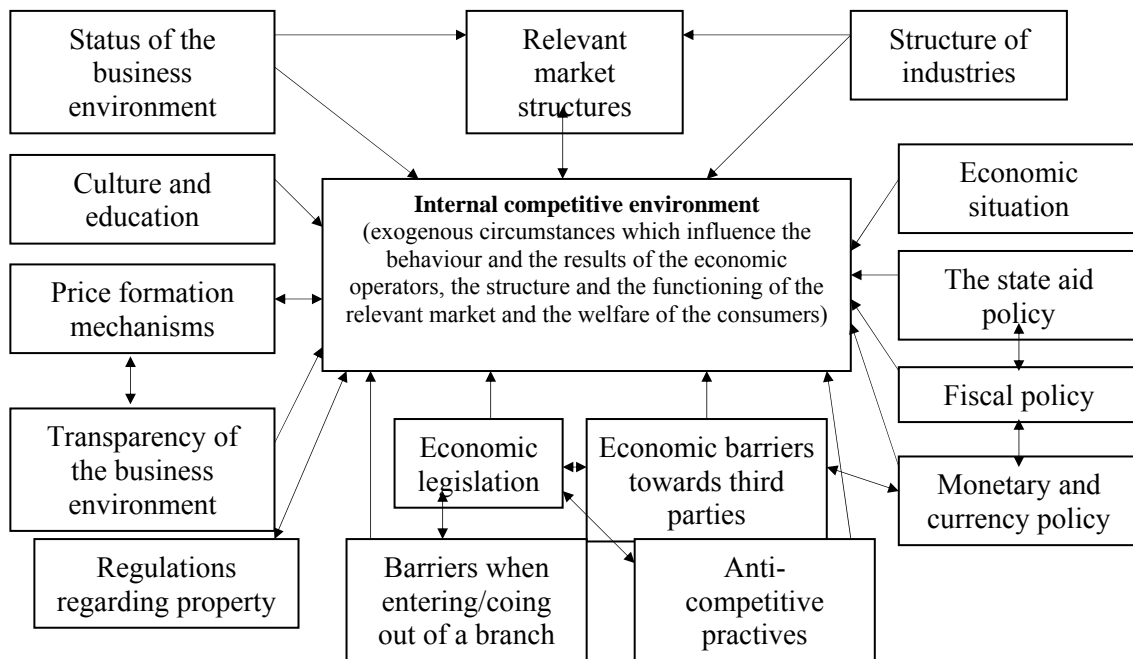 Status of the
business
environment
Relevant
market
structures
Structure of
industries
Culture and
education
Internal competitive environment
(exogenous circumstances which influence the
behaviour and the results of the economic
operators, the structure and the functioning of the
relevant market and the welfare of the consumers)
Economic
situation
Price formation
mechanisms
The state aid
policy
Fiscal policy
Transparency of
the business
environment
Economic
legislation
Economic barriers
towards third
parties
Monetary and
currency policy
Regulations
regarding property
Barriers when
entering/coing
out of a branch
Anti-
competitive
practives